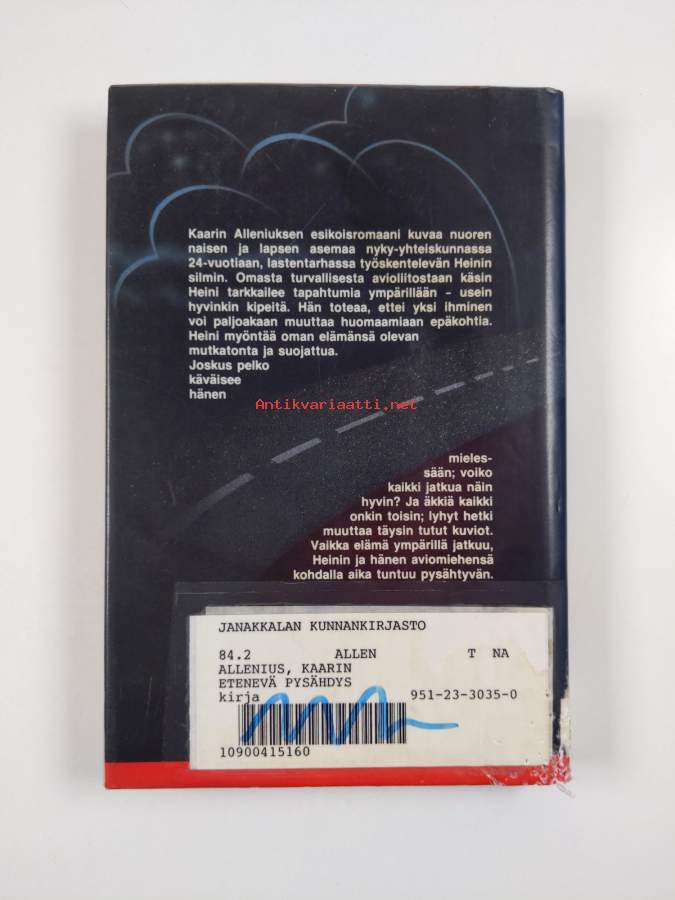 Kaarin Alleniuksen esikoisromaani kuvaa nuoren
naisen ja lapsen asemaa nyky-yhteiskunnassa
24-vuotiaan, lastentarhassa työskentelevän Heinin
silmin. Omasta turvallisesta avioliitostaan käsin
Heini tarkkailee tapahtumia ympärillään - usein
hyvinkin kipeitä. Hän toteaa, ettei yksi ihminen
voi paljoakaan muuttaa huomaamiaan epäkohtia.
Heini myöntää oman elämänsä olevan
mutkatonta ja suojattua.
Joskus pelko
käväisee
hänen
Antikvariaatti.net
mieles-
sään; voiko
kaikki jatkua näin
hyvin? Ja äkkiä kaikki
onkin toisin; lyhyt hetki
muuttaa täysin tutut kuviot.
Vaikka elämä ympärillä jatkuu,
Heinin ja hänen aviomiehensä
kohdalla aika tuntuu pysähtyvän.
JANAKKALAN KUNNANKIRJASTO
84.2 ALLEN T NA
ALLENIUS, KAARIN
ETENEVÄ PYSÄHDYS
kirja 951-23-3035-0
10900415160